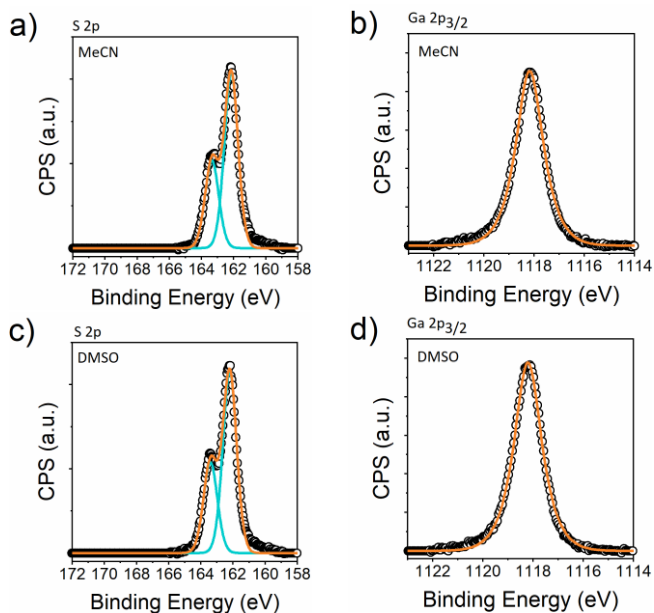 a)
S 2p
MeCN
CPS (a.u.)
172 170 168 166 164 162 160 158
Binding Energy (eV)
b)
Ga 2p3/2
MeCN
CPS (a.u.)
1122 1120 1118 1116 1114
Binding Energy (eV)
c)
S 2p
DMSO
CPS (a.u.)
172 170 168 166 164 162 160 158
Binding Energy (eV)
d)
Ga 2p3/2
DMSO
CPS (a.u.)
1122 1120 1118 1116 1114
Binding Energy (eV)